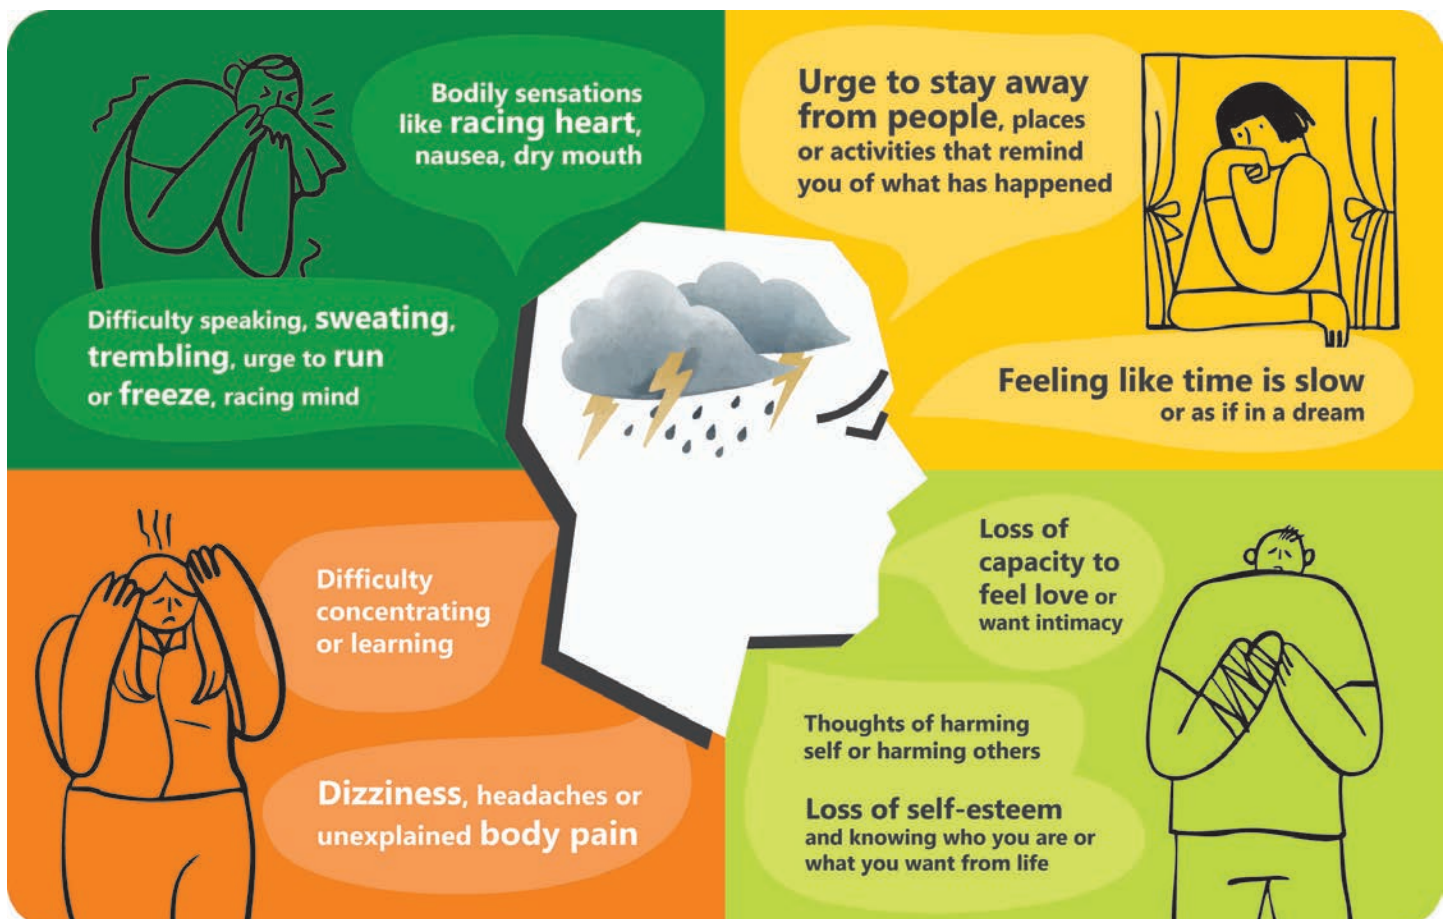 Bodily sensations
like racing heart,
nausea, dry mouth
Difficulty speaking, sweating,
trembling, urge to run
or freeze, racing mind
Urge to stay away
from people, places
or activities that remind
you of what has happened
Feeling like time is slow
or as if in a dream
Difficulty
concentrating
or learning
Dizziness, headaches or
unexplained body pain
Loss of
capacity to
feel love or
want intimacy
Thoughts of harming
self or harming others
Loss of self-esteem
and knowing who you are or
what you want from life